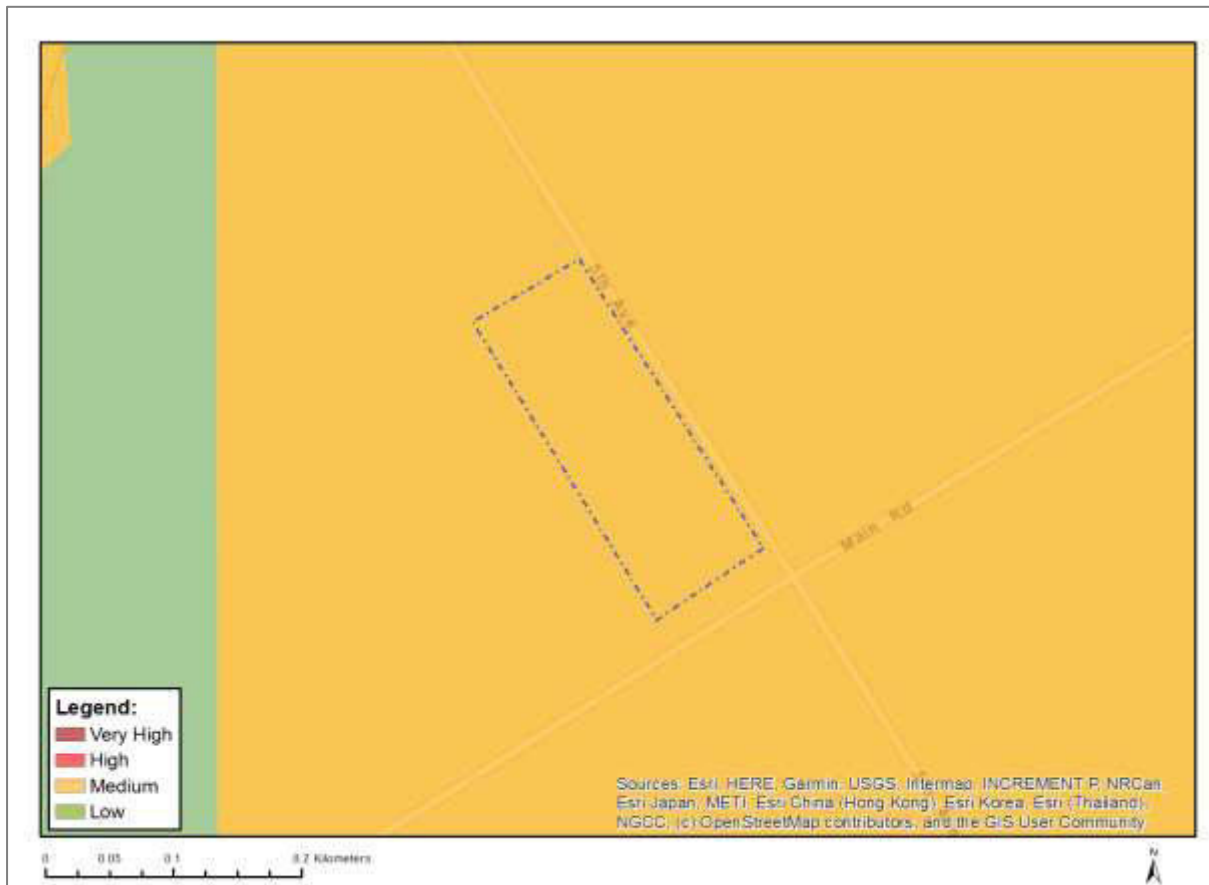 5th Ave
Main Rd
Legend:
Very High
High
Medium
Low
Sources: Esri, HERE, Garmin, USGS, Intermap, INCREMENT P, NRCan,
Esri Japan, METI, Esri China (Hong Kong), Esri Korea, Esri (Thailand),
NGCC, (c) OpenStreetMap contributors, and the GIS User Community
0 0.05 0.1 0.2 Kilometers
N